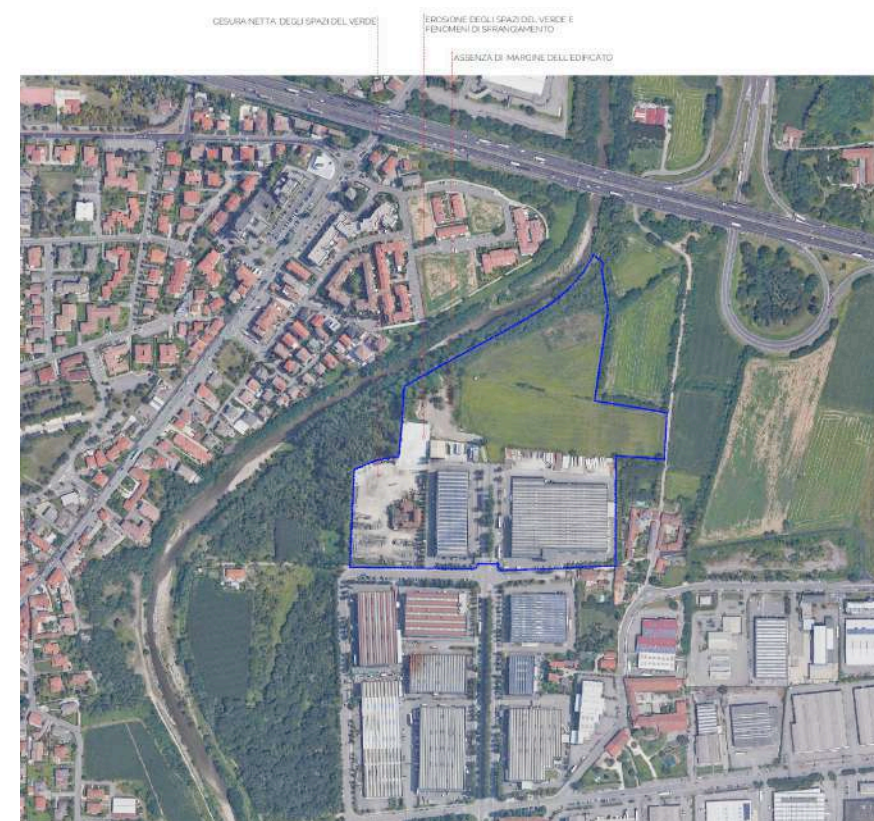 CESURA NETTA DEGLI SPAZI DEL VERDE
EROSIONE DEGLI SPAZI DEL VERDE E
FENOMENI DI SFRANGIAMENTO
ASSENZA DI MARGINE DELL'EDIFICATO